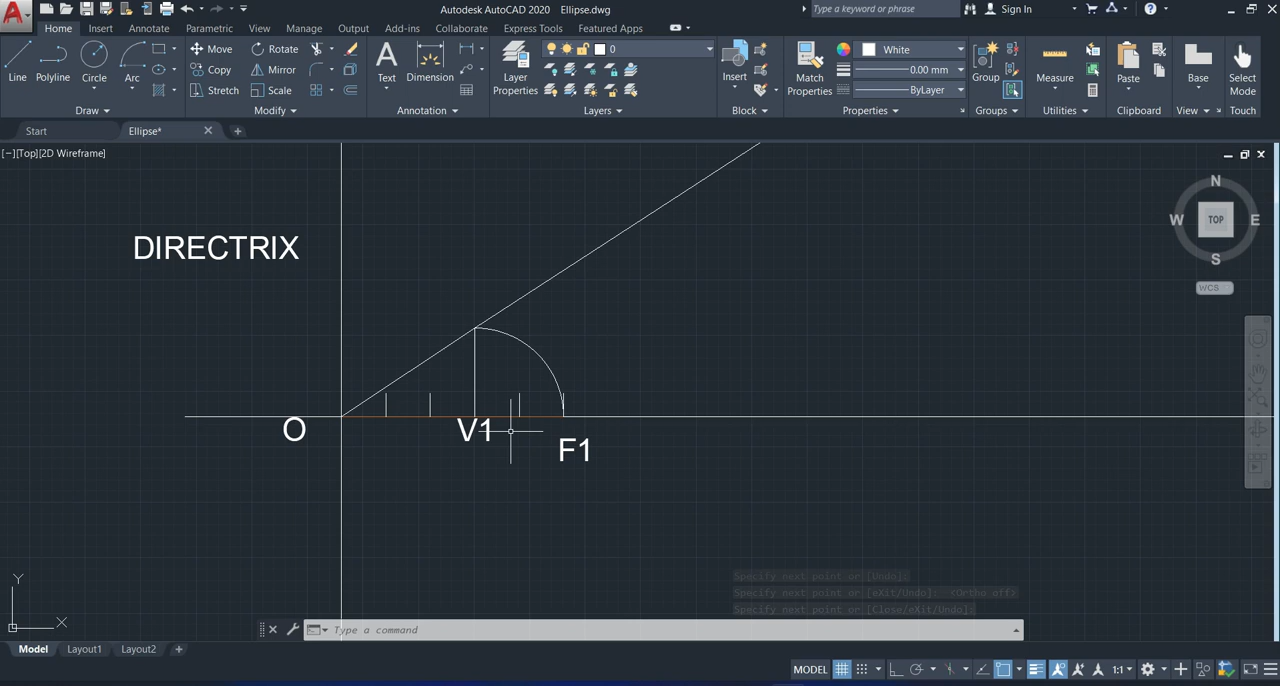 Autodesk AutoCAD 2020 Ellipse.dwg
Type a keyword or phrase
Sign In
Home Insert Annotate Parametric View Manage Output Add-ins Collaborate Express Tools Featured Apps
Line
Polyline
Circle
Arc
Move
Rotate
Copy
Mirror
Stretch
Scale
Text
Dimension
Layer
Properties
0
Insert
Match
Properties
White
0.00 mm
ByLayer
Group
Measure
Paste
Base
Select
Mode
Draw
Modify
Annotation
Layers
Block
Properties
Groups
Utilities
Clipboard
View
Touch
Start
Ellipse*
[−][Top][2D Wireframe]
N
W
TOP
E
S
WCS
DIRECTRIX
O
V1
F1
Y
X
Specify next point or [Undo]:
Specify next point or [eXit/Undo]: <Ortho off>
Specify next point or [Close/eXit/Undo]:
Type a command
Model Layout1 Layout2
MODEL
1:1